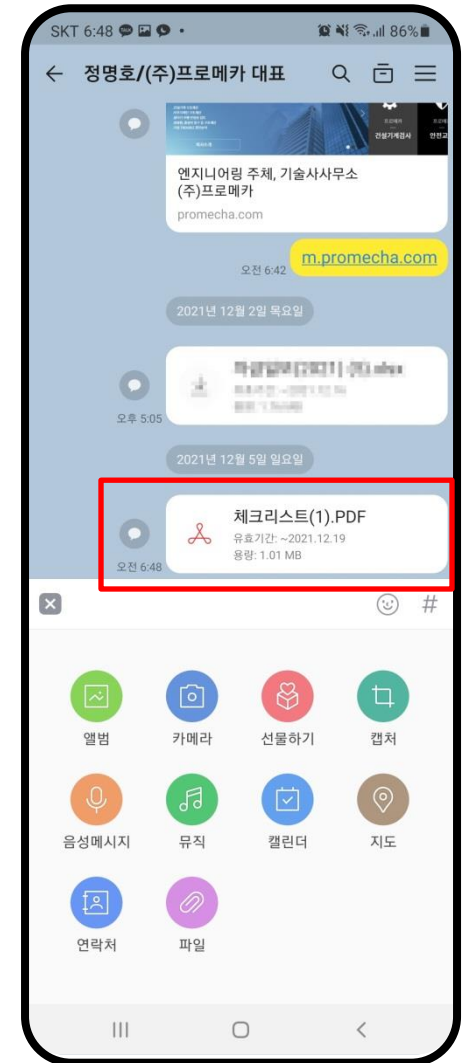 SKT 6:48
86%
정명호/(주)프로메카 대표
건설기계검사
엔지니어링 주체, 기술사사무소
(주)프로메카
promecha.com
오전 6:42
m.promecha.com
2021년 12월 2일 목요일
오후 5:05
2021년 12월 5일 일요일
체크리스트(1).PDF
유효기간: ~2021.12.19
용량: 1.01 MB
오전 6:48
#
앨범
카메라
선물하기
캡처
음성메시지
뮤직
캘린더
지도
연락처
파일